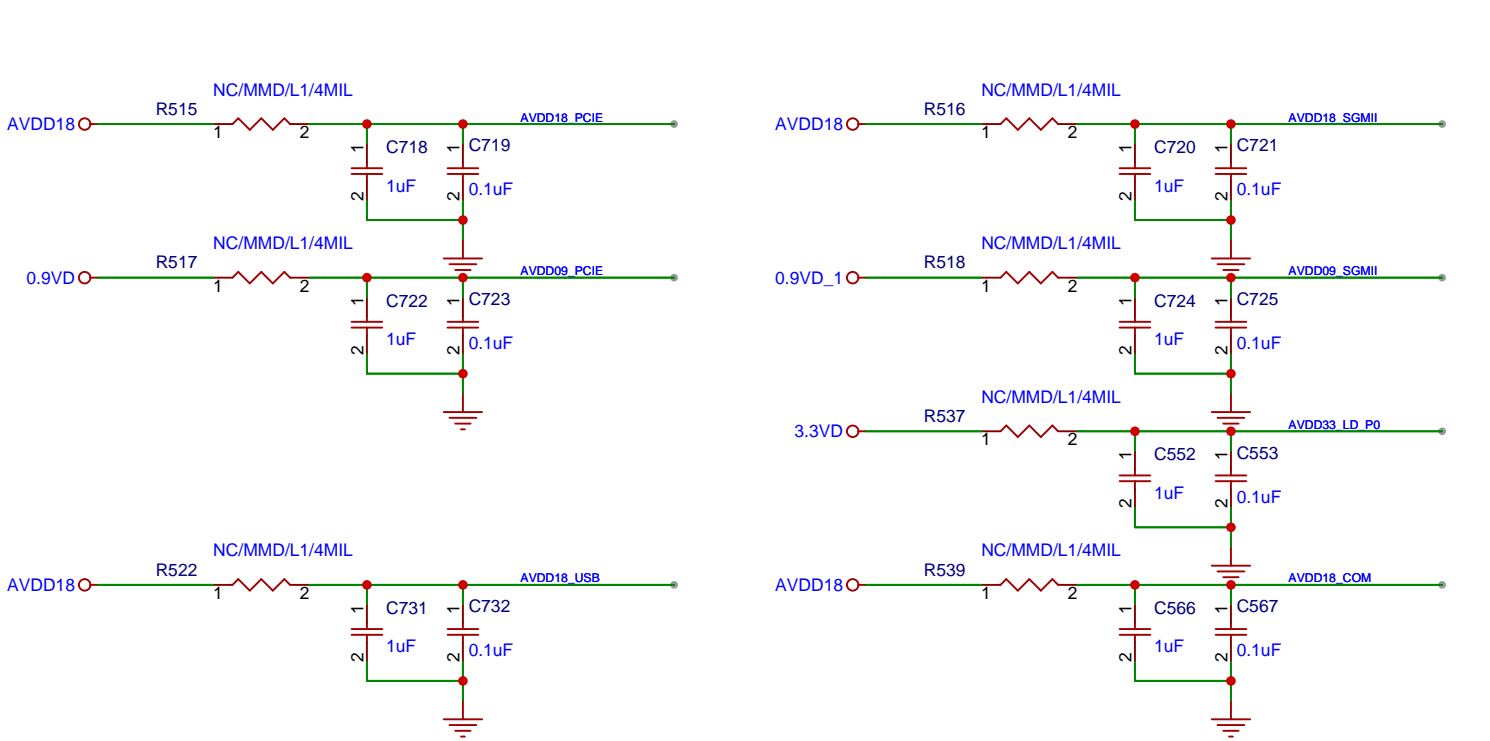 NC/MMD/L1/4MIL
R515
AVDD18
1
2
AVDD18_PCIE
1
C718
1uF
2
1
C719
0.1uF
2
NC/MMD/L1/4MIL
R516
AVDD18
1
2
AVDD18_SGMII
1
C720
1uF
2
1
C721
0.1uF
2
NC/MMD/L1/4MIL
R517
0.9VD
1
2
AVDD09_PCIE
1
C722
1uF
2
1
C723
0.1uF
2
NC/MMD/L1/4MIL
R518
0.9VD_1
1
2
AVDD09_SGMII
1
C724
1uF
2
1
C725
0.1uF
2
NC/MMD/L1/4MIL
R537
3.3VD
1
2
AVDD33_LD_P0
1
C552
1uF
2
1
C553
0.1uF
2
NC/MMD/L1/4MIL
R522
AVDD18
1
2
AVDD18_USB
1
C731
1uF
2
1
C732
0.1uF
2
NC/MMD/L1/4MIL
R539
AVDD18
1
2
AVDD18_COM
1
C566
1uF
2
1
C567
0.1uF
2